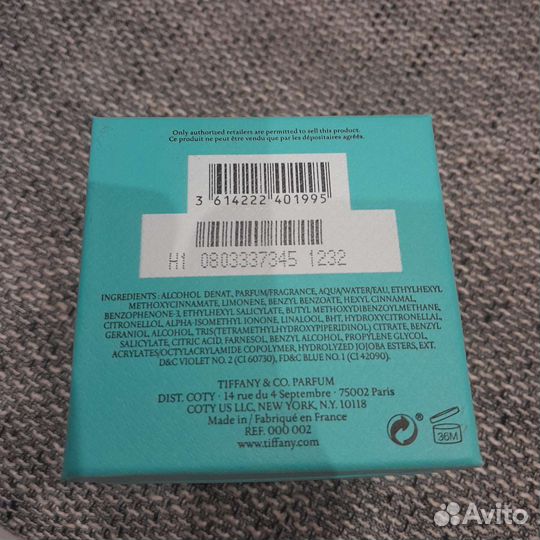 Only authorized retailers are permitted to sell this product.
Ce produit ne peut être vendu que par les dépositaires agréés.
3 614222 401995
H1 0803337345 1232
INGREDIENTS: ALCOHOL DENAT., PARFUM/FRAGRANCE, AQUA/WATER/EAU, ETHYLHEXYL
METHOXYCINNAMATE, LIMONENE, BENZYL BENZOATE, HEXYL CINNAMAL,
BENZOPHENONE-3, ETHYLHEXYL SALICYLATE, BUTYL METHOXYDIBENZOYLMETHANE,
CITRONELLOL, ALPHA-ISOMETHYL IONONE, LINALOOL, BHT, HYDROXYCITRONELLAL,
GERANIOL, ALCOHOL, TRIS(TETRAMETHYLHYDROXYPIPERIDINOL) CITRATE, BENZYL
SALICYLATE, CITRIC ACID, FARNESOL, BENZYL ALCOHOL, PROPYLENE GLYCOL,
ACRYLATES/OCTYLACRYLAMIDE COPOLYMER, HYDROLYZED JOJOBA ESTERS, EXT.
D&C VIOLET NO. 2 (CI 60730), FD&C BLUE NO. 1 (CI 42090).
TIFFANY & CO. PARFUM
DIST. COTY · 14 rue du 4 Septembre · 75002 Paris
COTY US LLC, NEW YORK, N.Y. 10118
Made in / Fabriqué en France
REF. 000 002
www.tiffany.com
36M
Avito